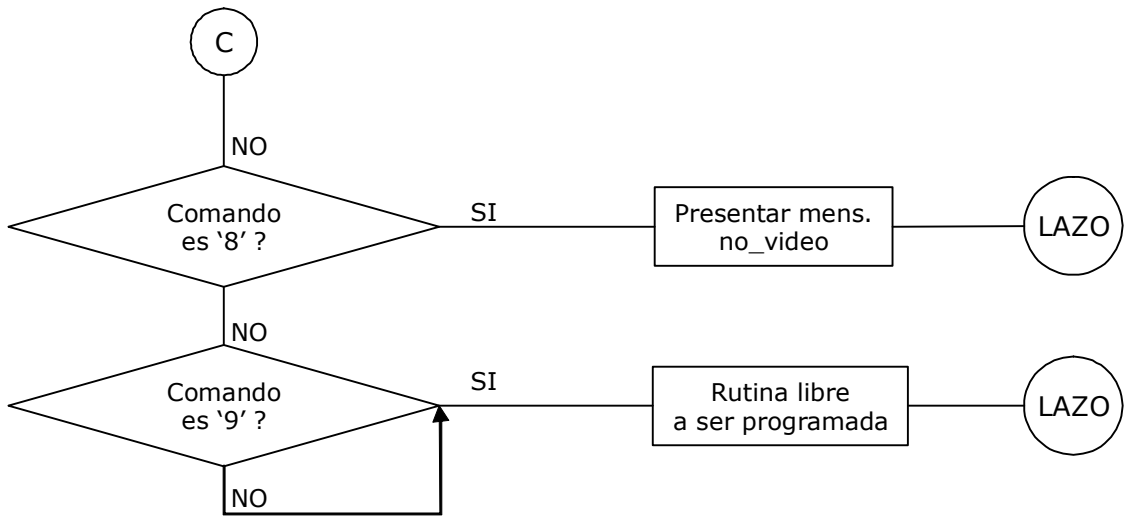 C
NO
Comando
es ‘8’ ?
SI
Presentar mens.
no_video
LAZO
NO
Comando
es ‘9’ ?
SI
Rutina libre
a ser programada
LAZO
NO